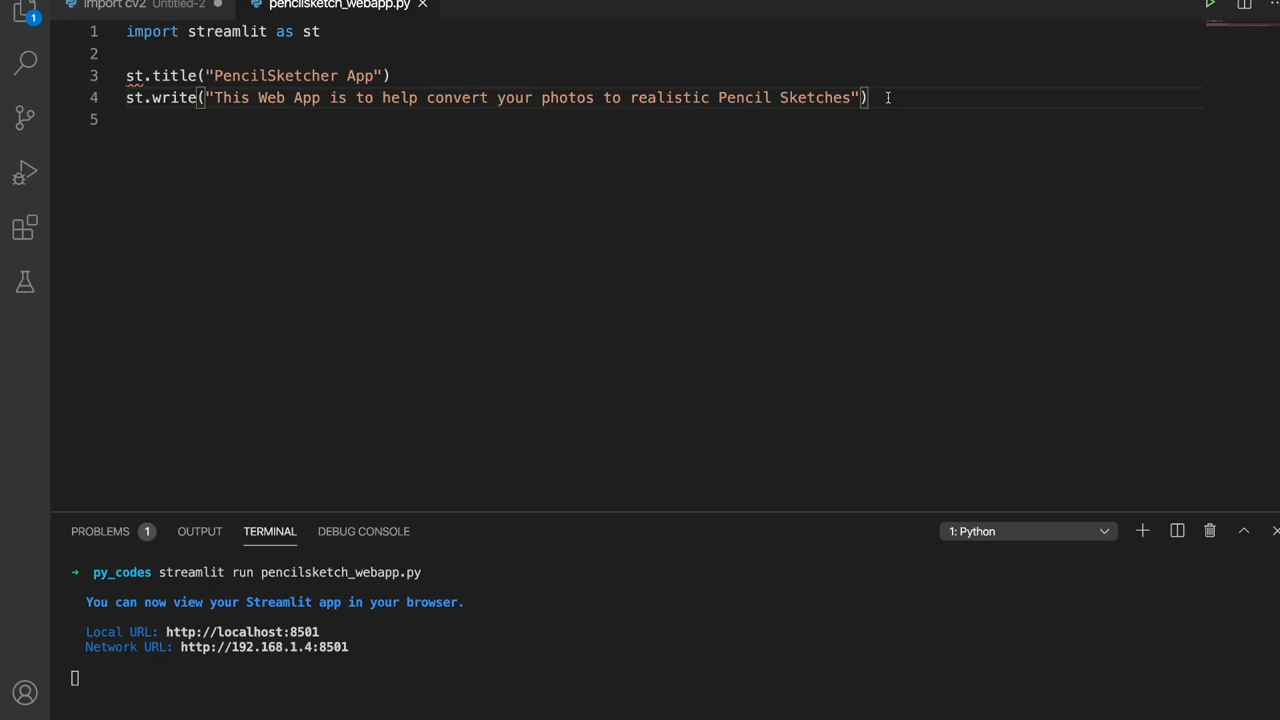 import cv2 Untitled-2
pencilsketch_webapp.py
1
1 import streamlit as st
2
3 st.title("PencilSketcher App")
4 st.write("This Web App is to help convert your photos to realistic Pencil Sketches")
5
PROBLEMS 1 OUTPUT TERMINAL DEBUG CONSOLE 1: Python
→ py_codes streamlit run pencilsketch_webapp.py
You can now view your Streamlit app in your browser.
Local URL: http://localhost:8501
Network URL: http://192.168.1.4:8501